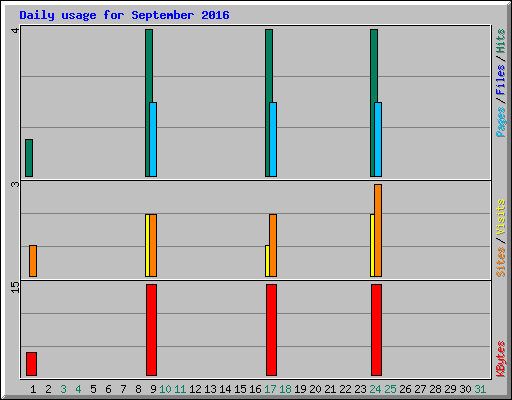 Daily usage for September 2016
4
3
15
Pages/Files/Hits
Sites/Visits
KBytes
1 2 3 4 5 6 7 8 9 10 11 12 13 14 15 16 17 18 19 20 21 22 23 24 25 26 27 28 29 30 31